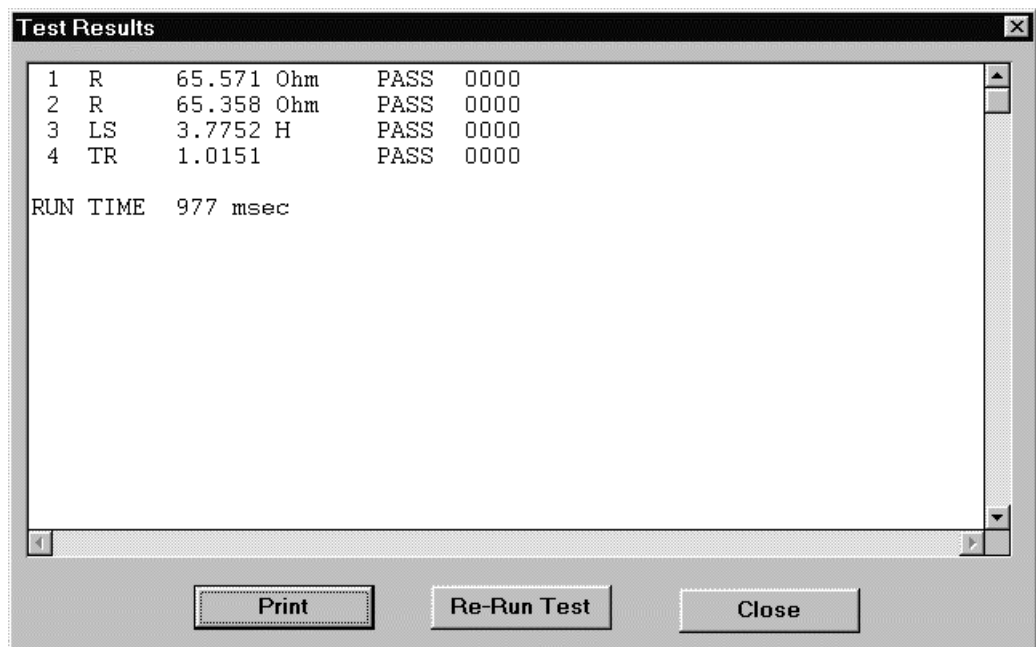 Test Results
1 R 65.571 Ohm PASS 0000
2 R 65.358 Ohm PASS 0000
3 LS 3.7752 H PASS 0000
4 TR 1.0151 PASS 0000
RUN TIME 977 msec
Print Re-Run Test Close